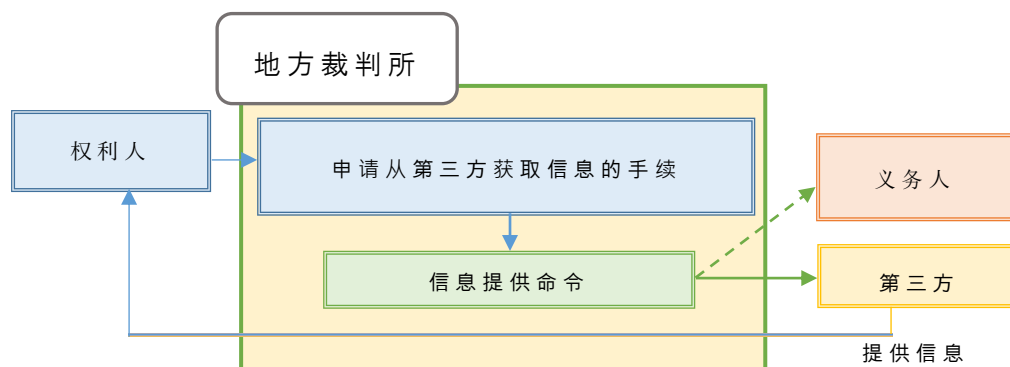 地方裁判所
权利人
申请从第三方获取信息的手续
义务人
信息提供命令
第三方
提供信息